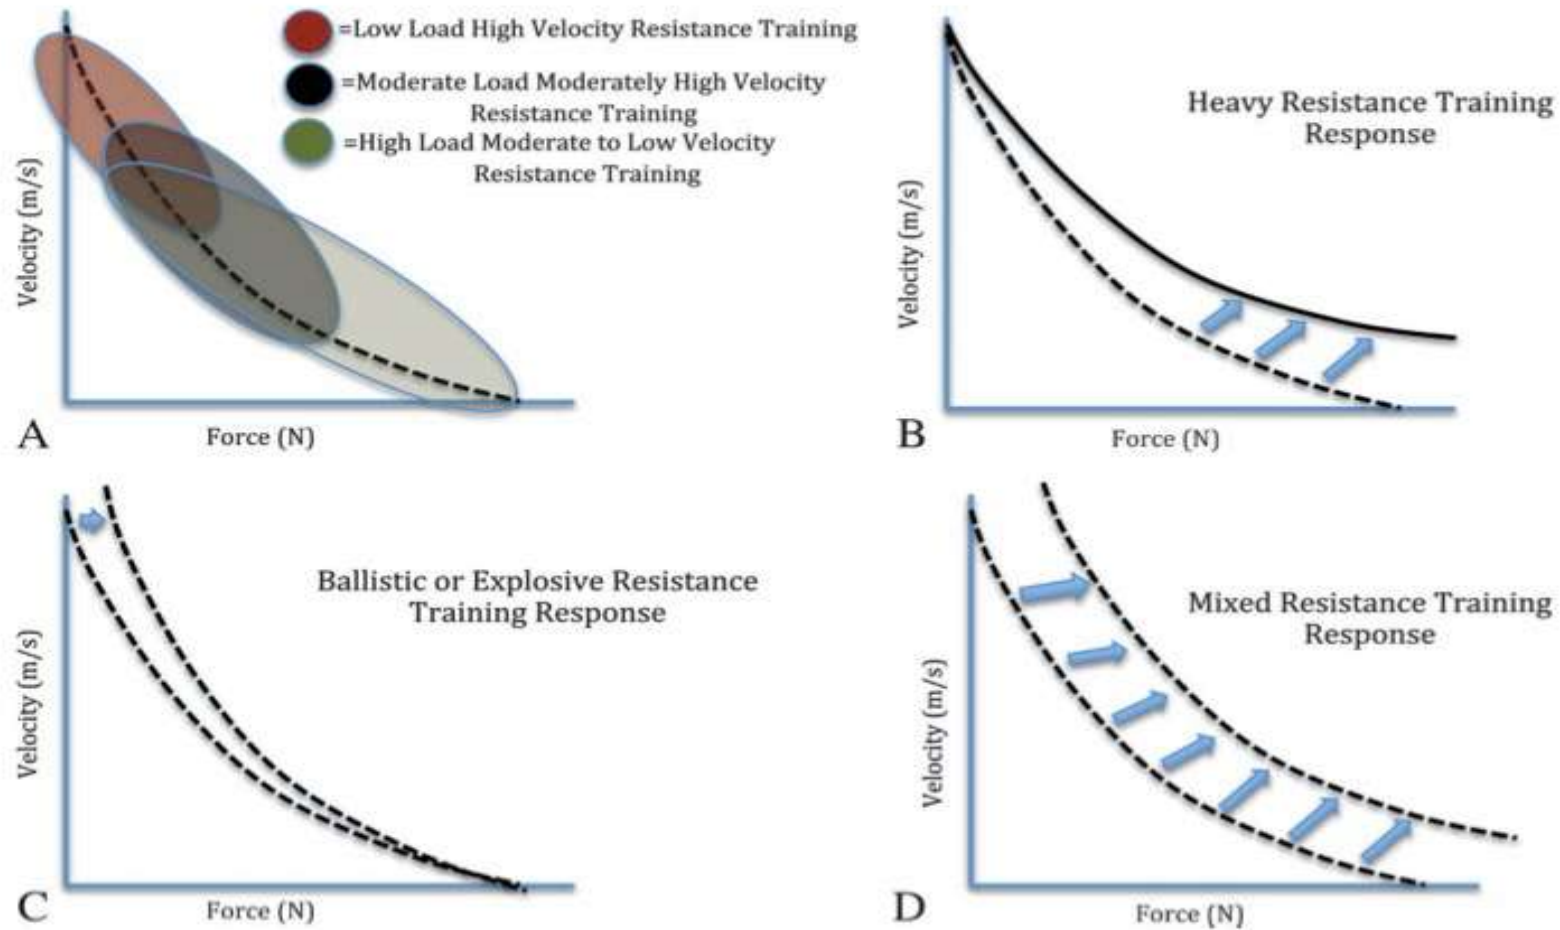 =Low Load High Velocity Resistance Training
=Moderate Load Moderately High Velocity
Resistance Training
=High Load Moderate to Low Velocity
Resistance Training
Velocity (m/s)
Force (N)
A
Heavy Resistance Training
Response
Velocity (m/s)
Force (N)
B
Ballistic or Explosive Resistance
Training Response
Velocity (m/s)
Force (N)
C
Mixed Resistance Training
Response
Velocity (m/s)
Force (N)
D